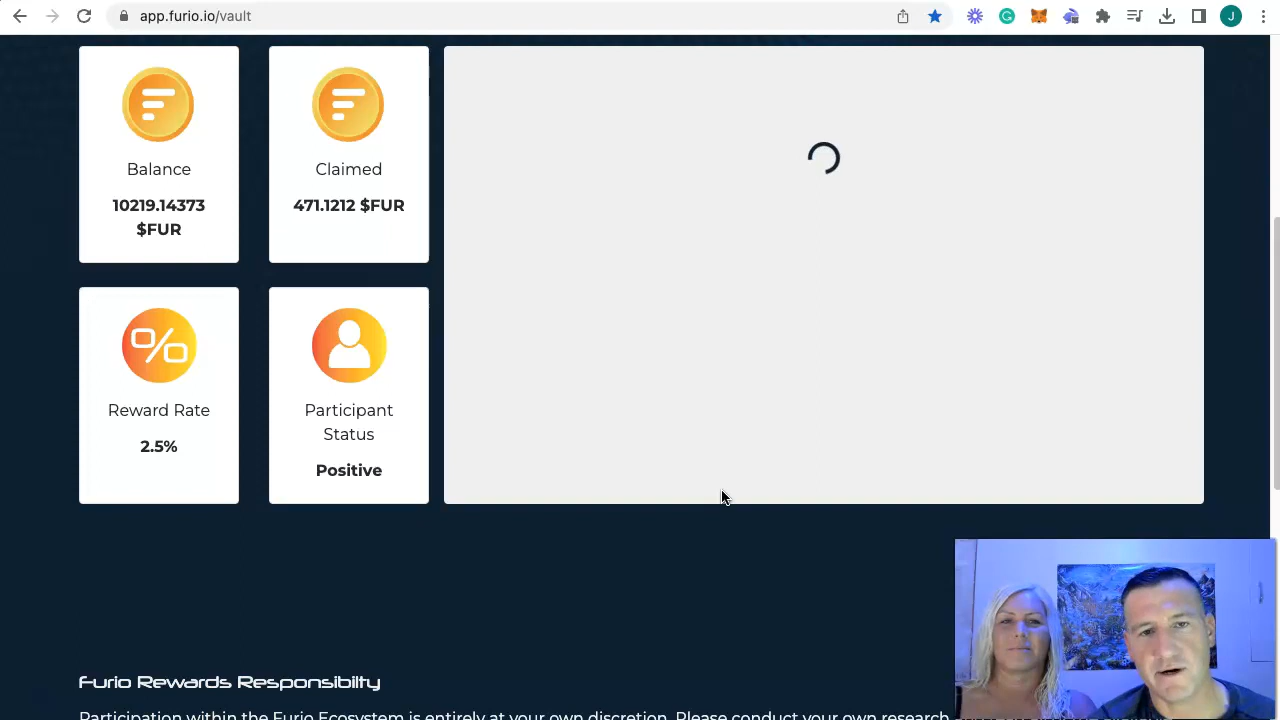 app.furio.io/vault
J
Balance
10219.14373
$FUR
Claimed
471.1212 $FUR
Reward Rate
2.5%
Participant
Status
Positive
Furio Rewards Responsibilty
Participation within the Furio Ecosystem is entirely at your own discretion. Please conduct your own research